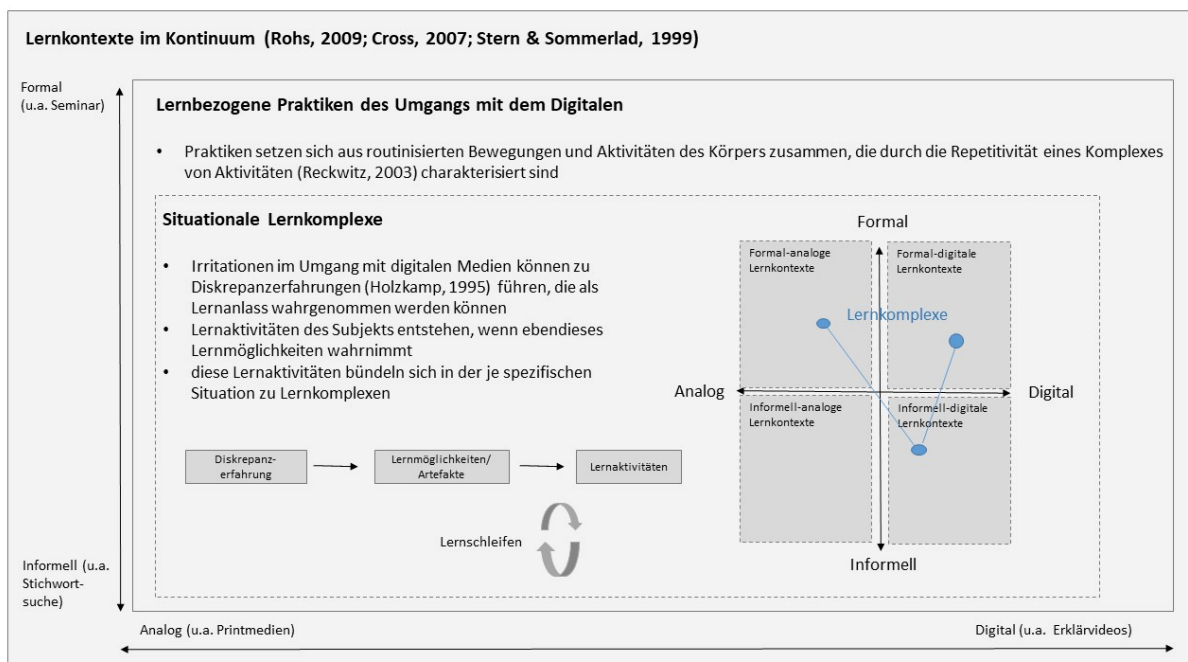 Lernkontexte im Kontinuum (Rohs, 2009; Cross, 2007; Stern & Sommerlad, 1999)
Formal
(u.a. Seminar)
Lernbezogene Praktiken des Umgangs mit dem Digitalen
• Praktiken setzen sich aus routinisierten Bewegungen und Aktivitäten des Körpers zusammen, die durch die Repetitivität eines Komplexes
von Aktivitäten (Reckwitz, 2003) charakterisiert sind
Situationale Lernkomplexe
• Irritationen im Umgang mit digitalen Medien können zu
Diskrepanzerfahrungen (Holzkamp, 1995) führen, die als
Lernanlass wahrgenommen werden können
• Lernaktivitäten des Subjekts entstehen, wenn ebendieses
Lernmöglichkeiten wahrnimmt
• diese Lernaktivitäten bündeln sich in der je spezifischen
Situation zu Lernkomplexen
Diskrepanz-
erfahrung
Lernmöglichkeiten/
Artefakte
Lernaktivitäten
Lernschleifen
Formal
Formal-analoge
Lernkontexte
Formal-digitale
Lernkontexte
Lernkomplexe
Analog
Digital
Informell-analoge
Lernkontexte
Informell-digitale
Lernkontexte
Informell
Informell (u.a.
Stichwort-
suche)
Analog (u.a. Printmedien)
Digital (u.a. Erklärvideos)